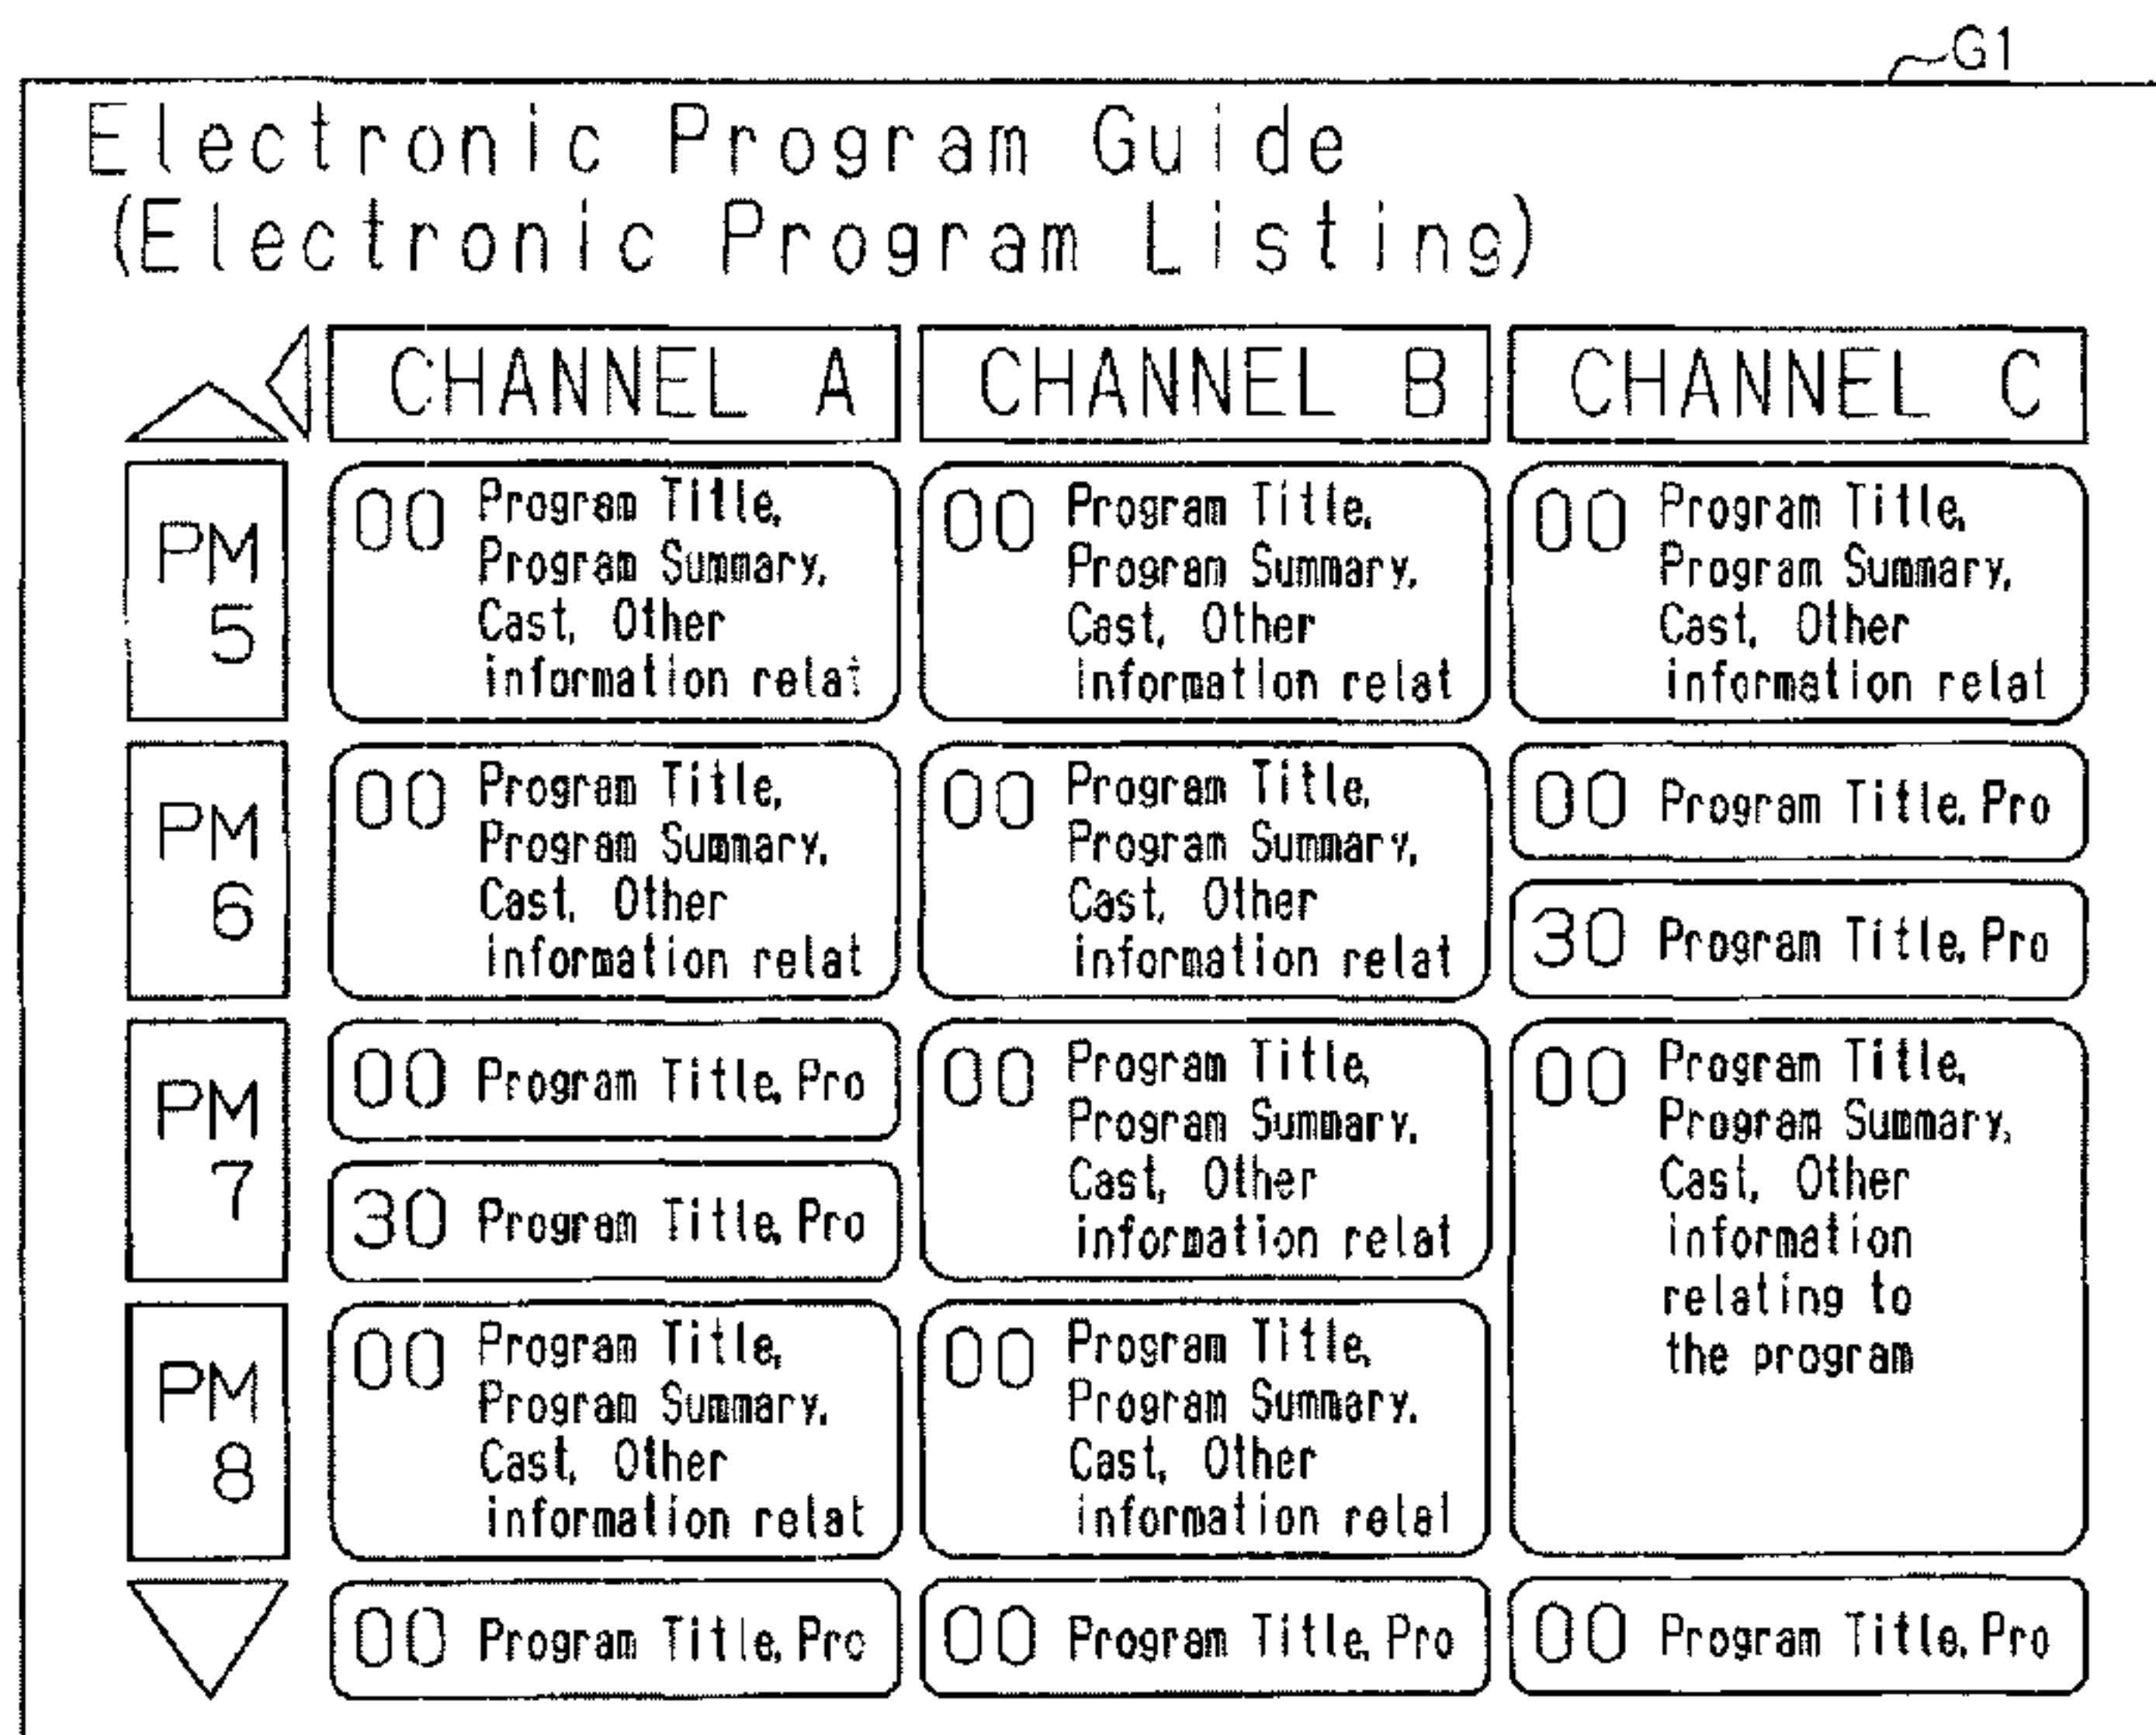 G1
Electronic Program Guide
(Electronic Program Listing)
CHANNEL A
CHANNEL B
CHANNEL C
PM
5
00 Program Title,
Program Summary,
Cast, Other
information relat
00 Program Title,
Program Summary,
Cast, Other
information relat
00 Program Title,
Program Summary,
Cast, Other
information relat
PM
6
00 Program Title,
Program Summary,
Cast, Other
information relat
00 Program Title,
Program Summary,
Cast, Other
information relat
00 Program Title, Pro
30 Program Title, Pro
PM
7
00 Program Title, Pro
30 Program Title, Pro
00 Program Title,
Program Summary,
Cast, Other
information relat
00 Program Title,
Program Summary,
Cast, Other
information
relating to
the program
PM
8
00 Program Title,
Program Summary,
Cast, Other
information relat
00 Program Title,
Program Summary,
Cast, Other
information relat
00 Program Title, Pro
00 Program Title, Pro
00 Program Title, Pro